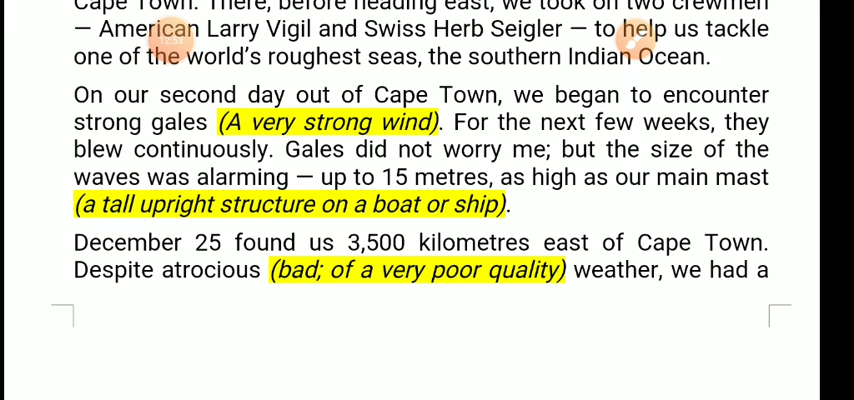 Cape Town. There, before heading east, we took on two crewmen
— American Larry Vigil and Swiss Herb Seigler — to help us tackle
one of the world's roughest seas, the southern Indian Ocean.
On our second day out of Cape Town, we began to encounter
strong gales (A very strong wind). For the next few weeks, they
blew continuously. Gales did not worry me; but the size of the
waves was alarming — up to 15 metres, as high as our main mast
(a tall upright structure on a boat or ship).
December 25 found us 3,500 kilometres east of Cape Town.
Despite atrocious (bad; of a very poor quality) weather, we had a